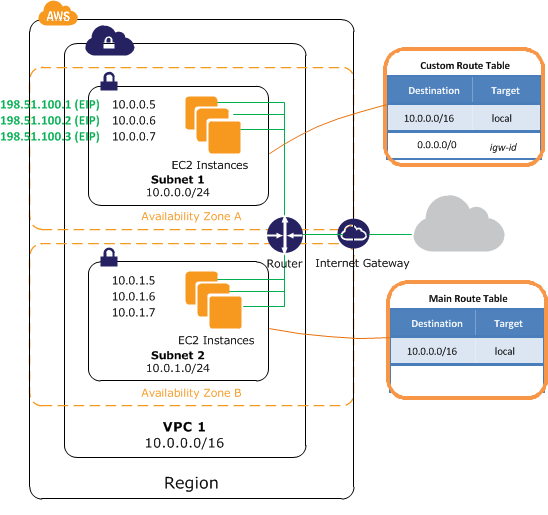 AWS
198.51.100.1 (EIP) 10.0.0.5
198.51.100.2 (EIP) 10.0.0.6
198.51.100.3 (EIP) 10.0.0.7
EC2 Instances
Subnet 1
10.0.0.0/24
Availability Zone A
Custom Route Table
Destination Target
10.0.0.0/16 local
0.0.0.0/0 igw-id
Router
Internet Gateway
10.0.1.5
10.0.1.6
10.0.1.7
EC2 Instances
Subnet 2
10.0.1.0/24
Availability Zone B
Main Route Table
Destination Target
10.0.0.0/16 local
VPC 1
10.0.0.0/16
Region